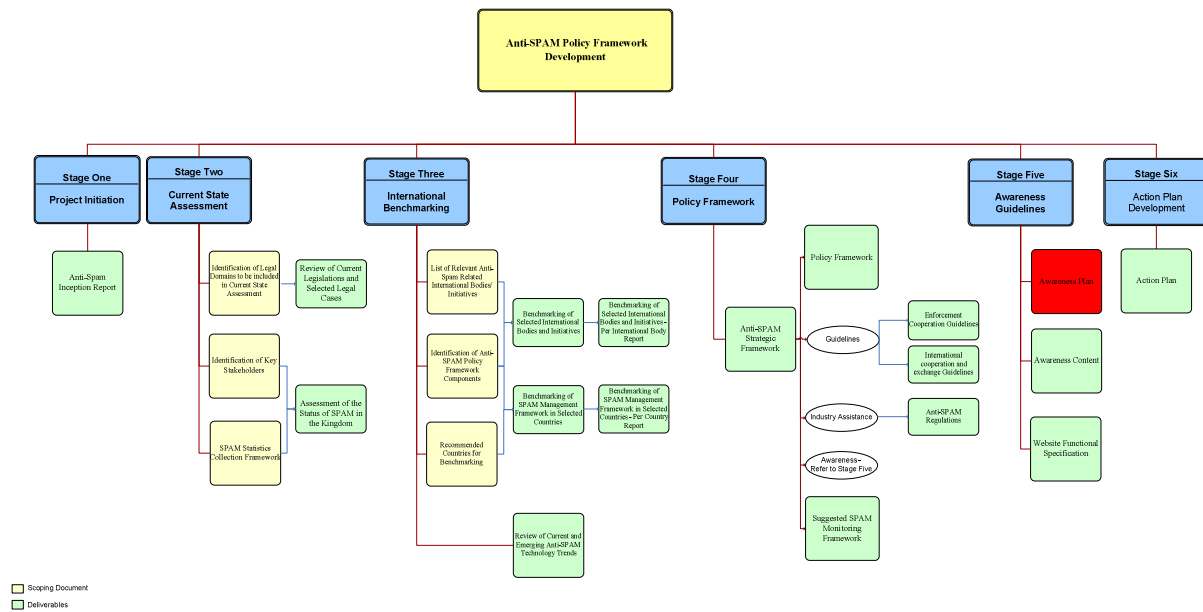 Anti-SPAM Policy Framework
Development
Stage One
Project Initiation
Stage Two
Current State
Assessment
Stage Three
International
Benchmarking
Stage Four
Policy Framework
Stage Five
Awareness
Guidelines
Stage Six
Action Plan
Development
Anti-Spam
Inception Report
Identification of Legal
Domains to be included
in Current State
Assessment
Review of Current
Legislations and
Selected Legal
Cases
Identification of Key
Stakeholders
Assessment of the
Status of SPAM in
the Kingdom
SPAM Statistics
Collection Framework
List of Relevant Anti-
Spam Related
International Bodies/
Initiatives
Benchmarking of
Selected International
Bodies and Initiatives
Benchmarking of
Selected International
Bodies and Initiatives–
Per International Body
Report
Identification of Anti-
SPAM Policy
Framework
Components
Benchmarking of
SPAM Management
Framework in Selected
Countries
Benchmarking of
SPAM Management
Framework in Selected
Countries–Per Country
Report
Recommended
Countries for
Benchmarking
Review of Current and
Emerging Anti-SPAM
Technology Trends
Anti-SPAM
Strategic
Framework
Policy Framework
Guidelines
Enforcement
Cooperation Guidelines
International
cooperation and
exchange Guidelines
Industry Assistance
Anti-SPAM
Regulations
Awareness–
Refer to Stage Five
Suggested SPAM
Monitoring
Framework
Awareness Plan
Awareness Content
Website Functional
Specification
Action Plan
Scoping Document
Deliverables